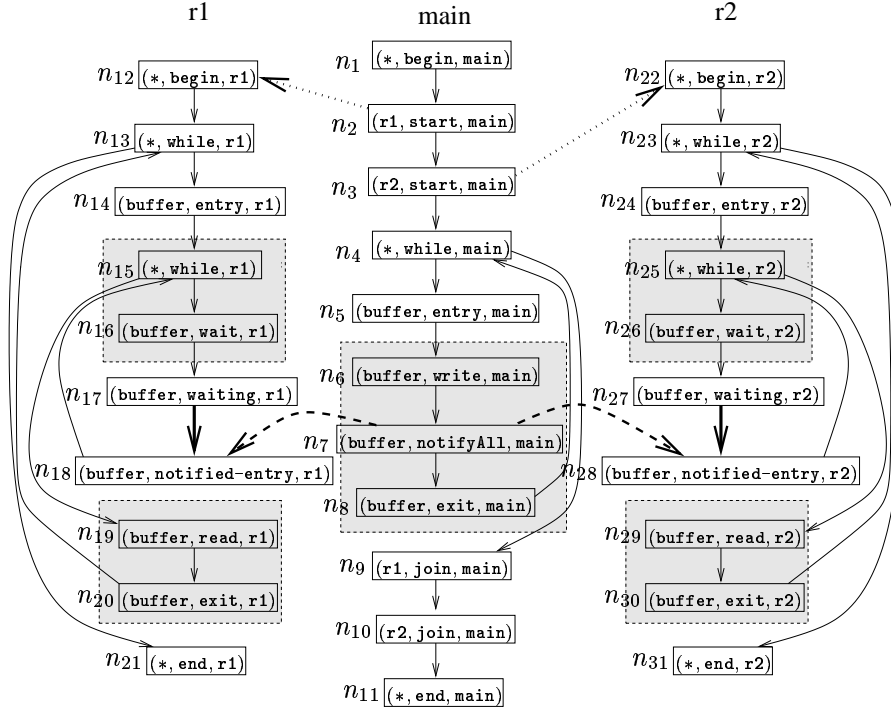 r1
main
r2
n12 (*, begin, r1)
n13 (*, while, r1)
n14 (buffer, entry, r1)
n15 (*, while, r1)
n16 (buffer, wait, r1)
n17 (buffer, waiting, r1)
n18 (buffer, notified-entry, r1)
n19 (buffer, read, r1)
n20 (buffer, exit, r1)
n21 (*, end, r1)
n1 (*, begin, main)
n2 (r1, start, main)
n3 (r2, start, main)
n4 (*, while, main)
n5 (buffer, entry, main)
n6 (buffer, write, main)
n7 (buffer, notifyAll, main)
n8 (buffer, exit, main)
n9 (r1, join, main)
n10 (r2, join, main)
n11 (*, end, main)
n22 (*, begin, r2)
n23 (*, while, r2)
n24 (buffer, entry, r2)
n25 (*, while, r2)
n26 (buffer, wait, r2)
n27 (buffer, waiting, r2)
n28 (buffer, notified-entry, r2)
n29 (buffer, read, r2)
n30 (buffer, exit, r2)
n31 (*, end, r2)